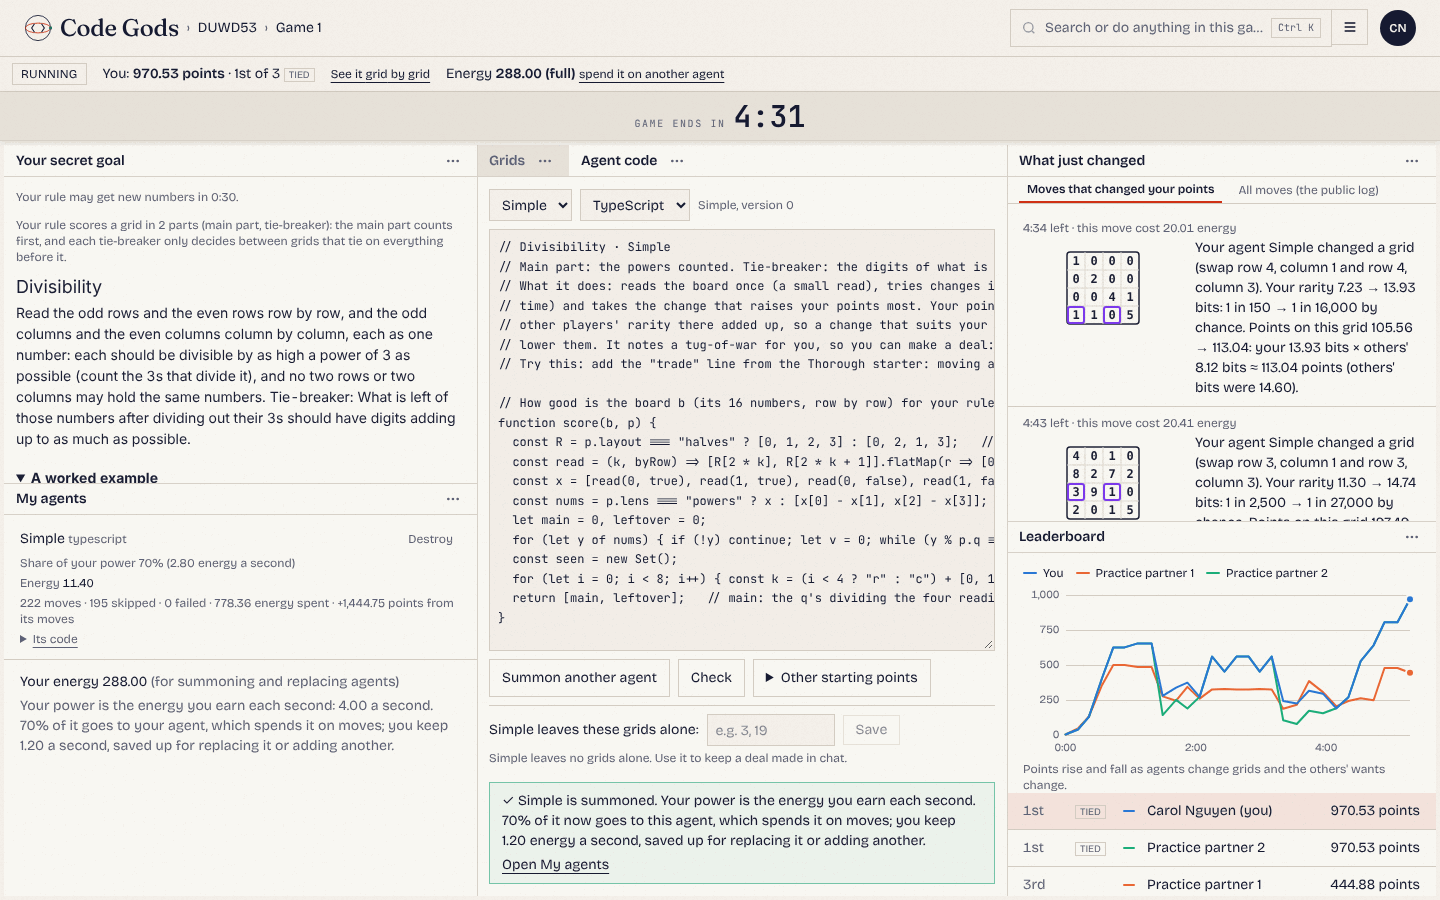 Code Gods › DUWD53 › Game 1
Search or do anything in this ga... Ctrl K
CN
RUNNING You: 970.53 points · 1st of 3 TIED See it grid by grid Energy 288.00 (full) spend it on another agent
GAME ENDS IN 4:31
Your secret goal
Your rule may get new numbers in 0:30.
Your rule scores a grid in 2 parts (main part, tie-breaker): the main part counts
first, and each tie-breaker only decides between grids that tie on everything
before it.
Divisibility
Read the odd rows and the even rows row by row, and the odd
columns and the even columns column by column, each as one
number: each should be divisible by as high a power of 3 as
possible (count the 3s that divide it), and no two rows or two
columns may hold the same numbers. Tie-breaker: What is left of
those numbers after dividing out their 3s should have digits adding
up to as much as possible.
▼ A worked example
My agents
Simple typescript Destroy
Share of your power 70% (2.80 energy a second)
Energy 11.40
222 moves · 195 skipped · 0 failed · 778.36 energy spent · +1,444.75 points from
its moves
▶ Its code
Your energy 288.00 (for summoning and replacing agents)
Your power is the energy you earn each second: 4.00 a second.
70% of it goes to your agent, which spends it on moves; you keep
1.20 a second, saved up for replacing it or adding another.
Grids Agent code
Simple TypeScript Simple, version 0
// Divisibility · Simple
// Main part: the powers counted. Tie-breaker: the digits of what is
// What it does: reads the board once (a small read), tries changes i
// time) and takes the change that raises your points most. Your poin
// other players' rarity there added up, so a change that suits your
// lower them. It notes a tug-of-war for you, so you can make a deal:
// Try this: add the "trade" line from the Thorough starter: moving a
// How good is the board b (its 16 numbers, row by row) for your rule
function score(b, p) {
const R = p.layout === "halves" ? [0, 1, 2, 3] : [0, 2, 1, 3]; //
const read = (k, byRow) => [R[2 * k], R[2 * k + 1]].flatMap(r => [0
const x = [read(0, true), read(1, true), read(0, false), read(1, fa
const nums = p.lens === "powers" ? x : [x[0] - x[1], x[2] - x[3]];
let main = 0, leftover = 0;
for (let y of nums) { if (!y) continue; let v = 0; while (y % p.q =
const seen = new Set();
for (let i = 0; i < 8; i++) { const k = (i < 4 ? "r" : "c") + [0, 1
return [main, leftover]; // main: the q's dividing the four readi
}
Summon another agent Check ▶ Other starting points
Simple leaves these grids alone: e.g. 3, 19 Save
Simple leaves no grids alone. Use it to keep a deal made in chat.
✓ Simple is summoned. Your power is the energy you earn each second.
70% of it now goes to this agent, which spends it on moves; you keep
1.20 energy a second, saved up for replacing it or adding another.
Open My agents
What just changed
Moves that changed your points All moves (the public log)
4:34 left · this move cost 20.01 energy
1 0 0 0
0 2 0 0
0 0 4 1
1 1 0 5
Your agent Simple changed a grid
(swap row 4, column 1 and row 4,
column 3). Your rarity 7.23 → 13.93
bits: 1 in 150 → 1 in 16,000 by
chance. Points on this grid 105.56
→ 113.04: your 13.93 bits × others'
8.12 bits ≈ 113.04 points (others'
bits were 14.60).
4:43 left · this move cost 20.41 energy
4 0 1 0
8 2 7 2
3 9 1 0
2 0 1 5
Your agent Simple changed a grid
(swap row 3, column 1 and row 3,
column 3). Your rarity 11.30 → 14.74
bits: 1 in 2,500 → 1 in 27,000 by
Leaderboard
You Practice partner 1 Practice partner 2
1,000
750
500
250
0
0:00 2:00 4:00
Points rise and fall as agents change grids and the others' wants
change.
1st TIED Carol Nguyen (you) 970.53 points
1st TIED Practice partner 2 970.53 points
3rd Practice partner 1 444.88 points